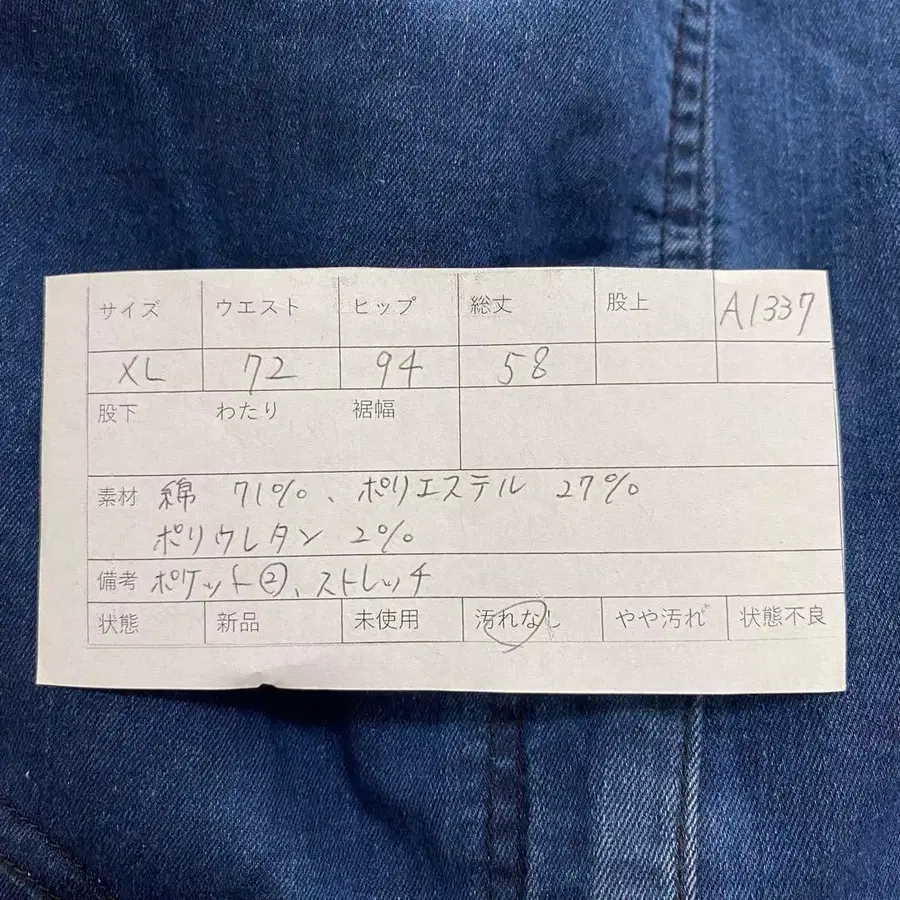 サイズ ウエスト ヒップ 総丈 股上 A1337
XL 72 94 58
股下 わたり 裾幅
素材 綿 71%、ポリエステル 27%
ポリウレタン 2%
備考 ポケット②、ストレッチ
状態 新品 未使用 汚れなし やや汚れ 状態不良